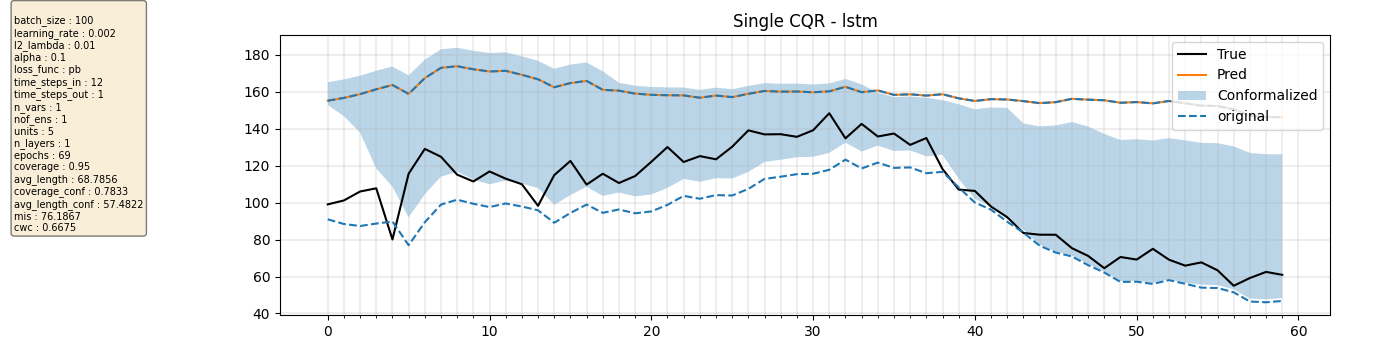 batch_size : 100
learning_rate : 0.002
l2_lambda : 0.01
alpha : 0.1
loss_func : pb
time_steps_in : 12
time_steps_out : 1
n_vars : 1
nof_ens : 1
units : 5
n_layers : 1
epochs : 69
coverage : 0.95
avg_length : 68.7856
coverage_conf : 0.7833
avg_length_conf : 57.4822
mis : 76.1867
cwc : 0.6675
Single CQR - lstm
True
Pred
Conformalized
original
180
160
140
120
100
80
60
40
0 10 20 30 40 50 60